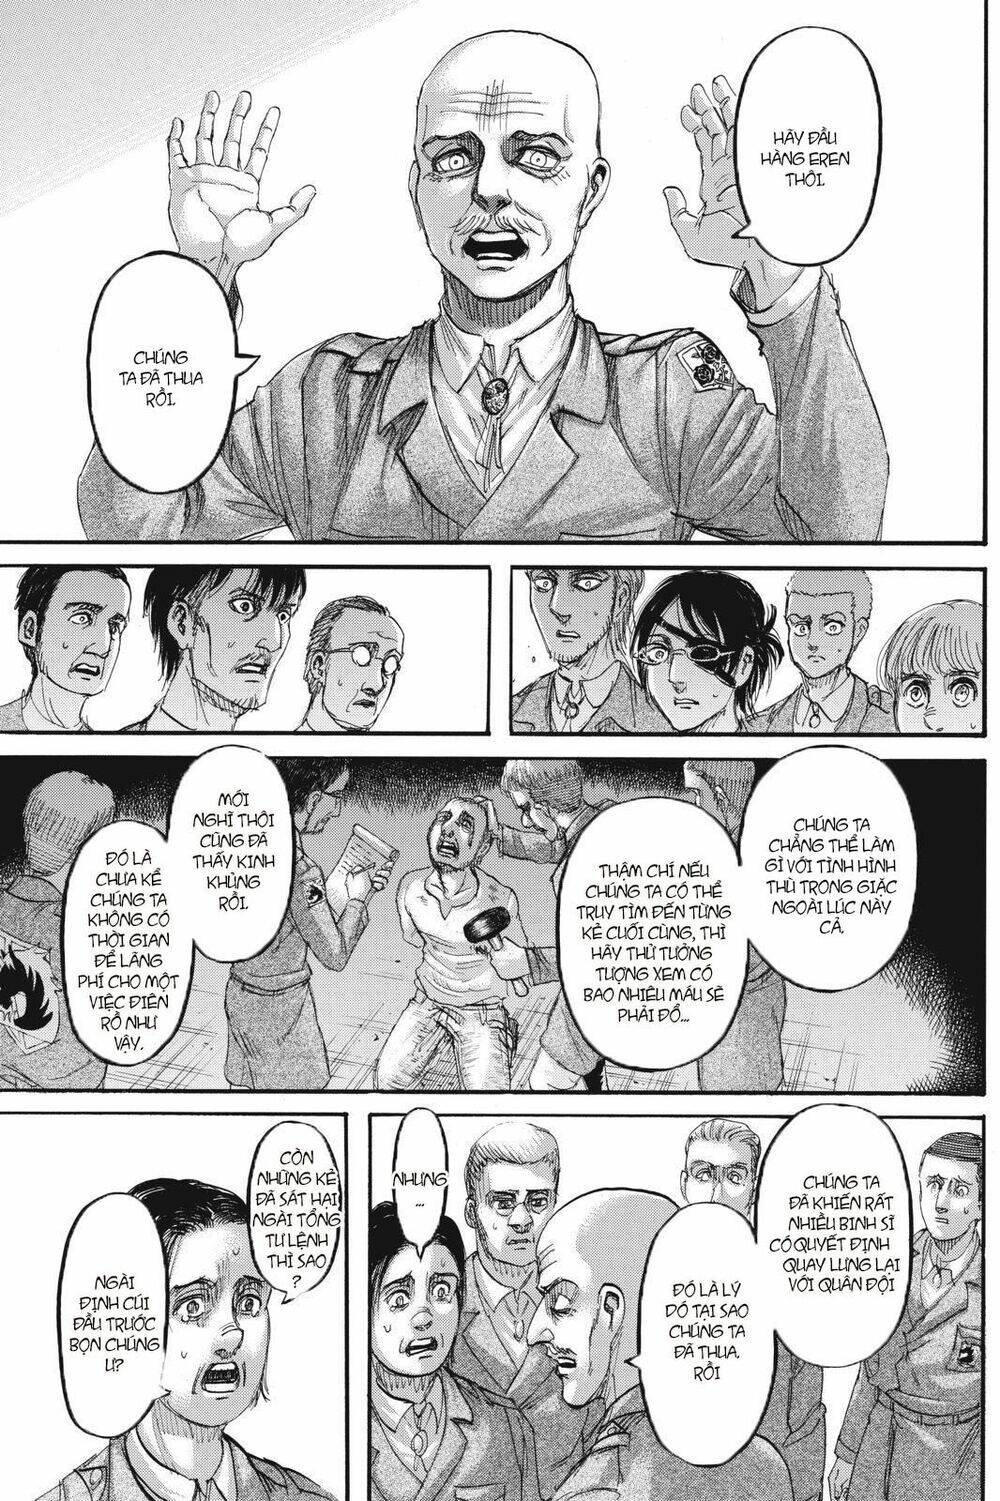 HÃY ĐẦU
HÀNG EREN
THÔI.
CHÚNG
TA ĐÃ THUA
RỒI.
CHÚNG TA
CHẲNG THỂ LÀM
GÌ VỚI TÌNH HÌNH
THÙ TRONG GIẶC
NGOÀI LÚC NÀY
CẢ.
THẬM CHÍ NẾU
CHÚNG TA CÓ THỂ
TRUY TÌM ĐẾN TỪNG
KẺ CUỐI CÙNG, THÌ
HÃY THỬ TƯỞNG
TƯỢNG XEM CÓ
BAO NHIÊU MÁU SẼ
PHẢI ĐỔ...
MỚI
NGHĨ THÔI
CŨNG ĐÃ
THẤY KINH
KHỦNG
RỒI.
ĐÓ LÀ
CHƯA KỂ
CHÚNG TA
KHÔNG CÓ
THỜI GIAN
ĐỂ LÃNG
PHÍ CHO MỘT
VIỆC ĐIÊN
RỒ NHƯ
VẬY.
CHÚNG TA
ĐÃ KHIẾN RẤT
NHIỀU BINH SĨ
CÓ QUYẾT ĐỊNH
QUAY LƯNG LẠI
VỚI QUÂN ĐỘI
ĐÓ LÀ LÝ
DÓ TẠI SAO
CHÚNG TA
ĐÃ THUA.
RỒI
NHƯNG
...
CÒN
NHỮNG KẺ
ĐÃ SÁT HẠI
NGÀI TỔNG
TƯ LỆNH
THÌ SAO
?
NGÀI
ĐỊNH CÚI
ĐẦU TRƯỚC
BỌN CHÚNG
Ư?